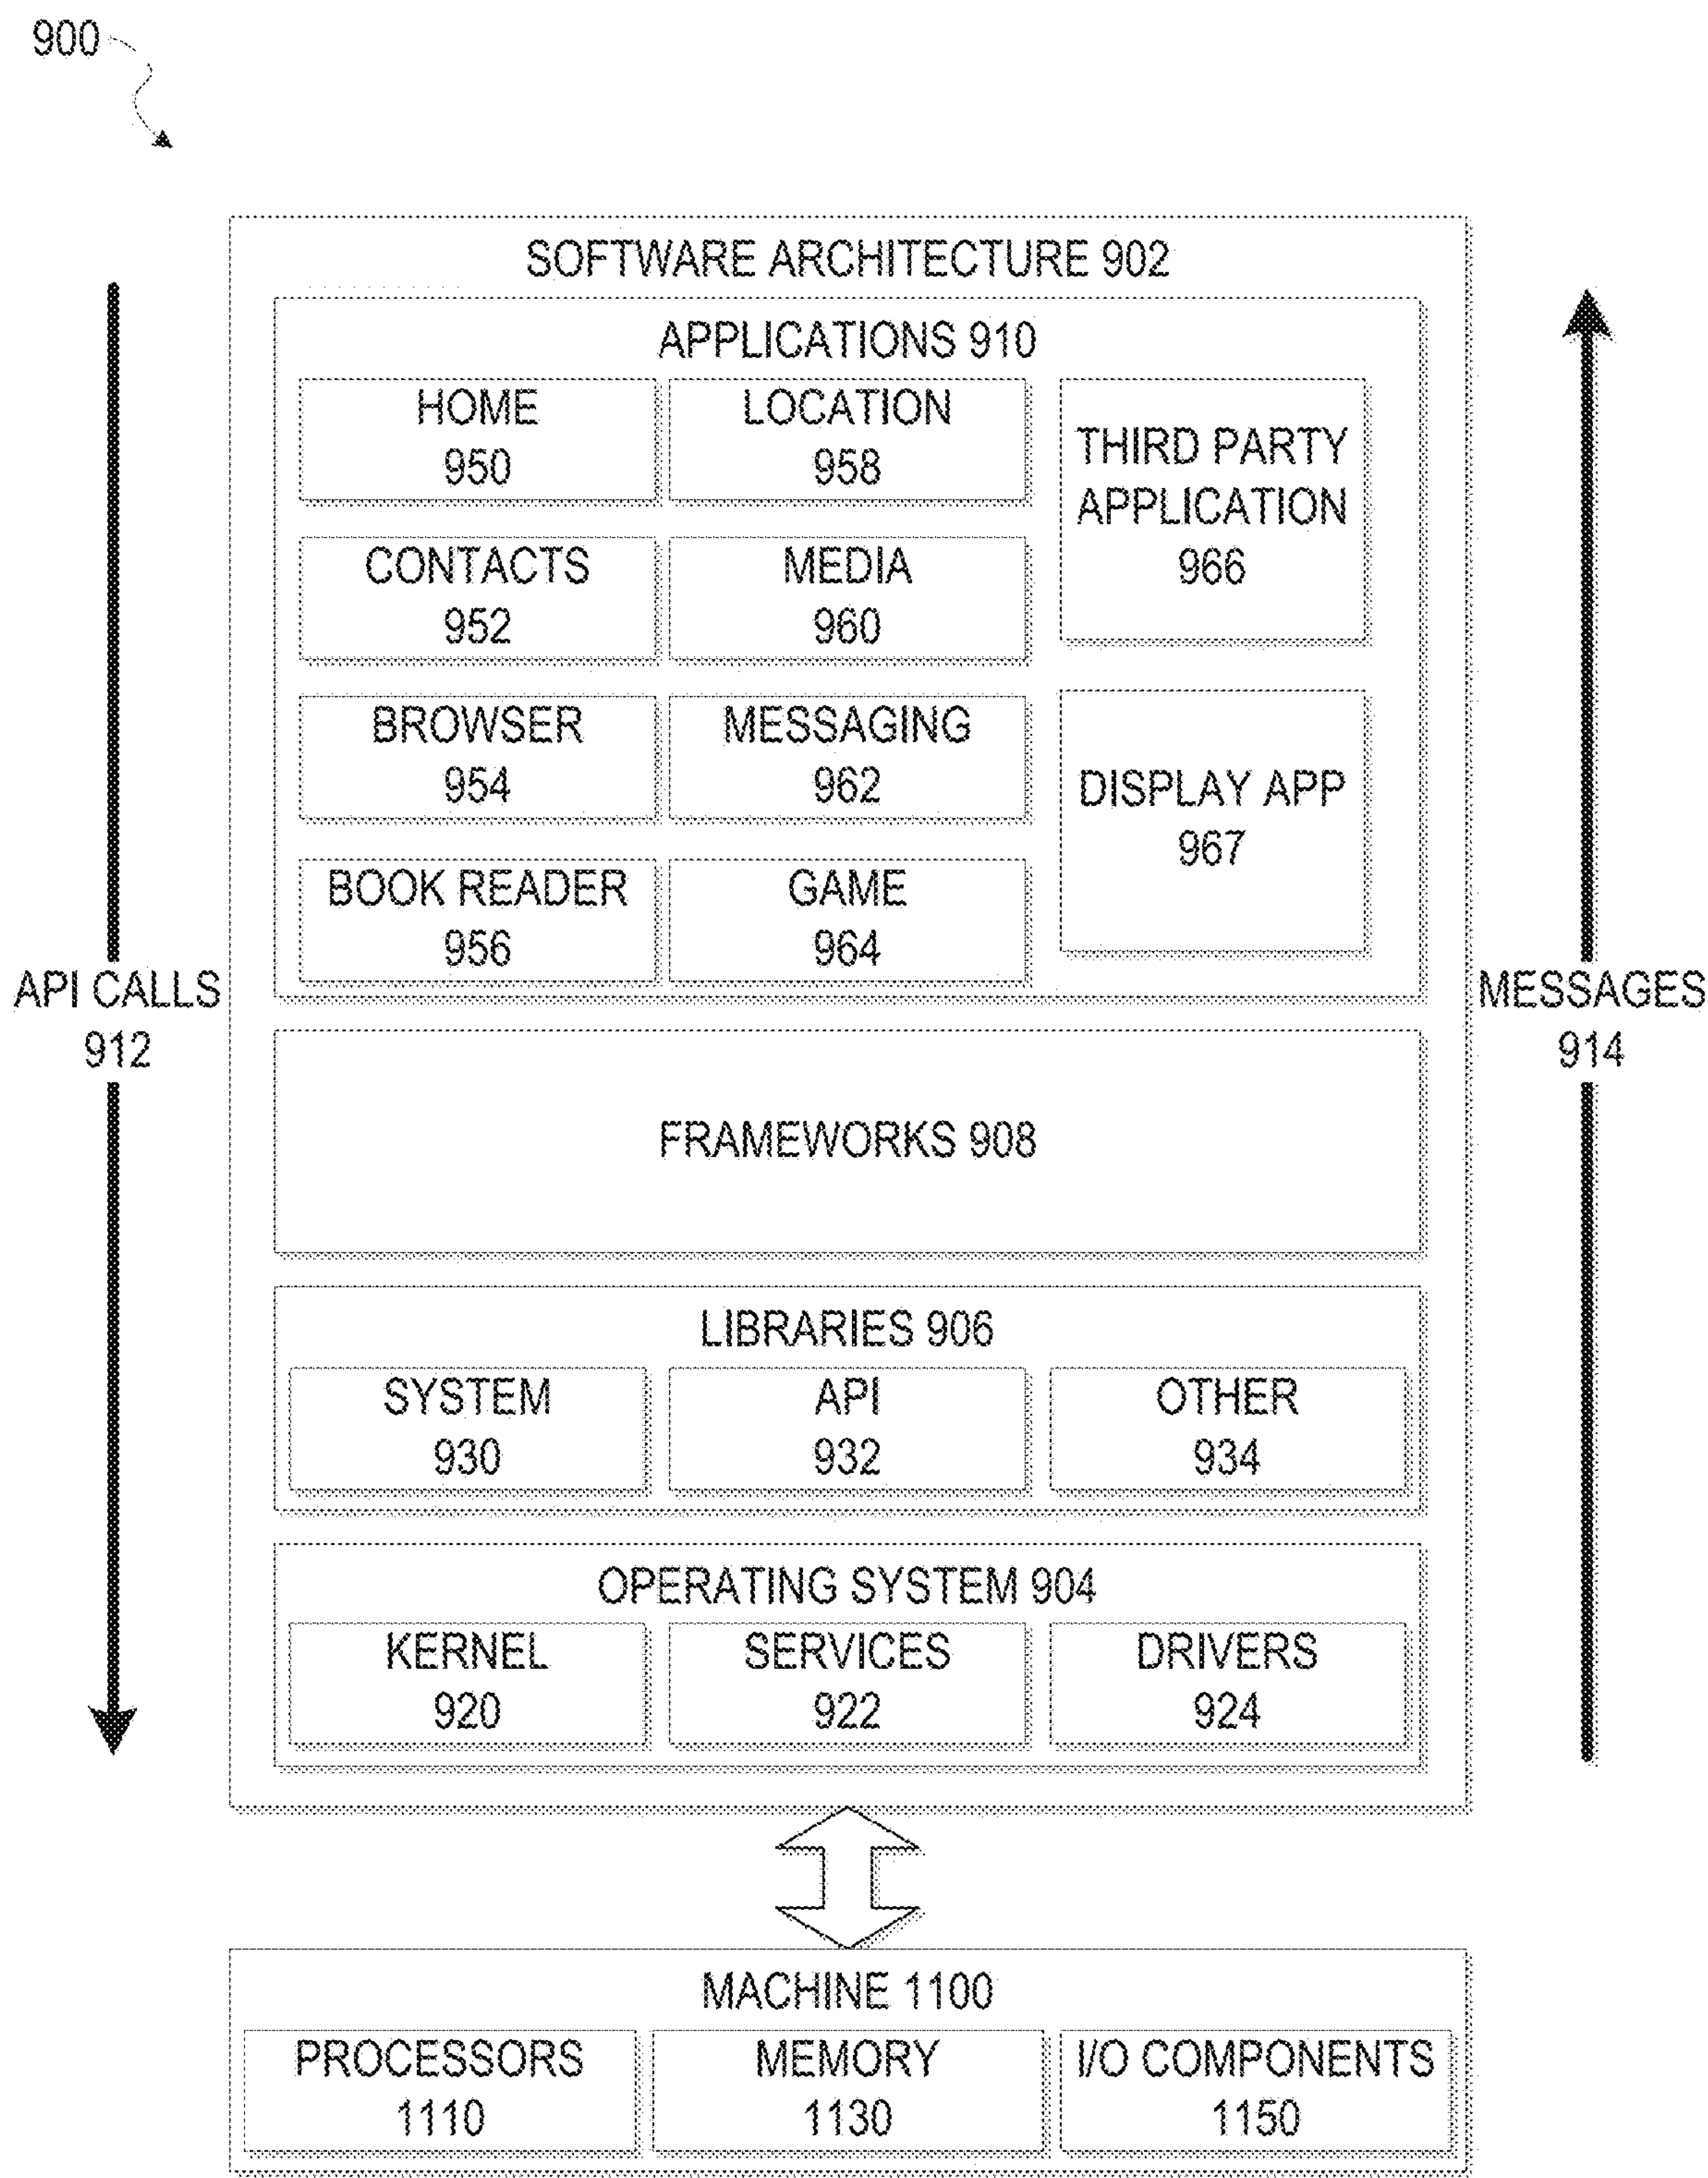 900
SOFTWARE ARCHITECTURE 902
APPLICATIONS 910
HOME
950
LOCATION
958
THIRD PARTY
APPLICATION
966
CONTACTS
952
MEDIA
960
BROWSER
954
MESSAGING
962
DISPLAY APP
967
BOOK READER
956
GAME
964
API CALLS
912
MESSAGES
914
FRAMEWORKS 908
LIBRARIES 906
SYSTEM
930
API
932
OTHER
934
OPERATING SYSTEM 904
KERNEL
920
SERVICES
922
DRIVERS
924
MACHINE 1100
PROCESSORS
1110
MEMORY
1130
I/O COMPONENTS
1150